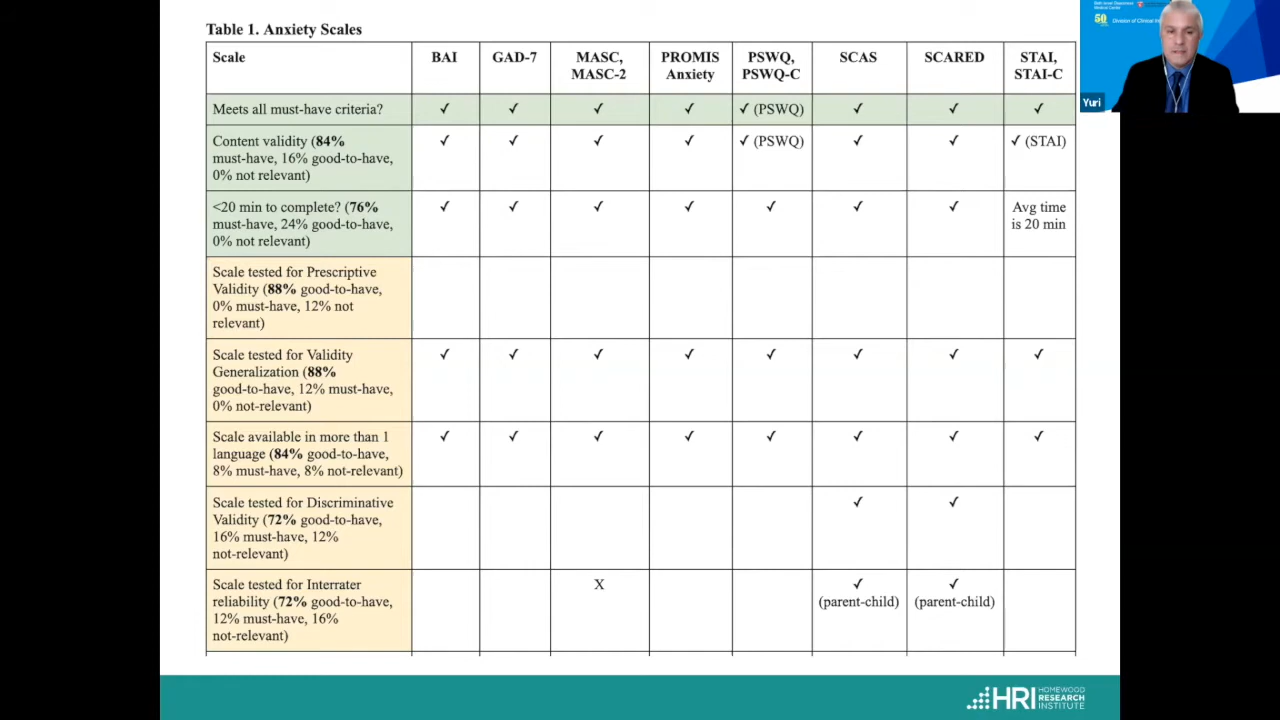 Table 1. Anxiety Scales
Scale BAI GAD-7 MASC, MASC-2 PROMIS Anxiety PSWQ, PSWQ-C SCAS SCARED STAI, STAI-C
Meets all must-have criteria? ✓ ✓ ✓ ✓ ✓ (PSWQ) ✓ ✓ ✓
Content validity (84% ✓ ✓ ✓ ✓ ✓ (PSWQ) ✓ ✓ ✓ (STAI)
must-have, 16% good-to-have,
0% not relevant)
<20 min to complete? (76% ✓ ✓ ✓ ✓ ✓ ✓ ✓ Avg time
must-have, 24% good-to-have, is 20 min
0% not relevant)
Scale tested for Prescriptive
Validity (88% good-to-have,
0% must-have, 12% not
relevant)
Scale tested for Validity ✓ ✓ ✓ ✓ ✓ ✓ ✓ ✓
Generalization (88%
good-to-have, 12% must-have,
0% not-relevant)
Scale available in more than 1 ✓ ✓ ✓ ✓ ✓ ✓ ✓ ✓
language (84% good-to-have,
8% must-have, 8% not-relevant)
Scale tested for Discriminative ✓ ✓
Validity (72% good-to-have,
16% must-have, 12%
not-relevant)
Scale tested for Interrater X ✓ ✓
reliability (72% good-to-have, (parent-child) (parent-child)
12% must-have, 16%
not-relevant)
Yuri
50
HRI HOMEWOOD
RESEARCH
INSTITUTE